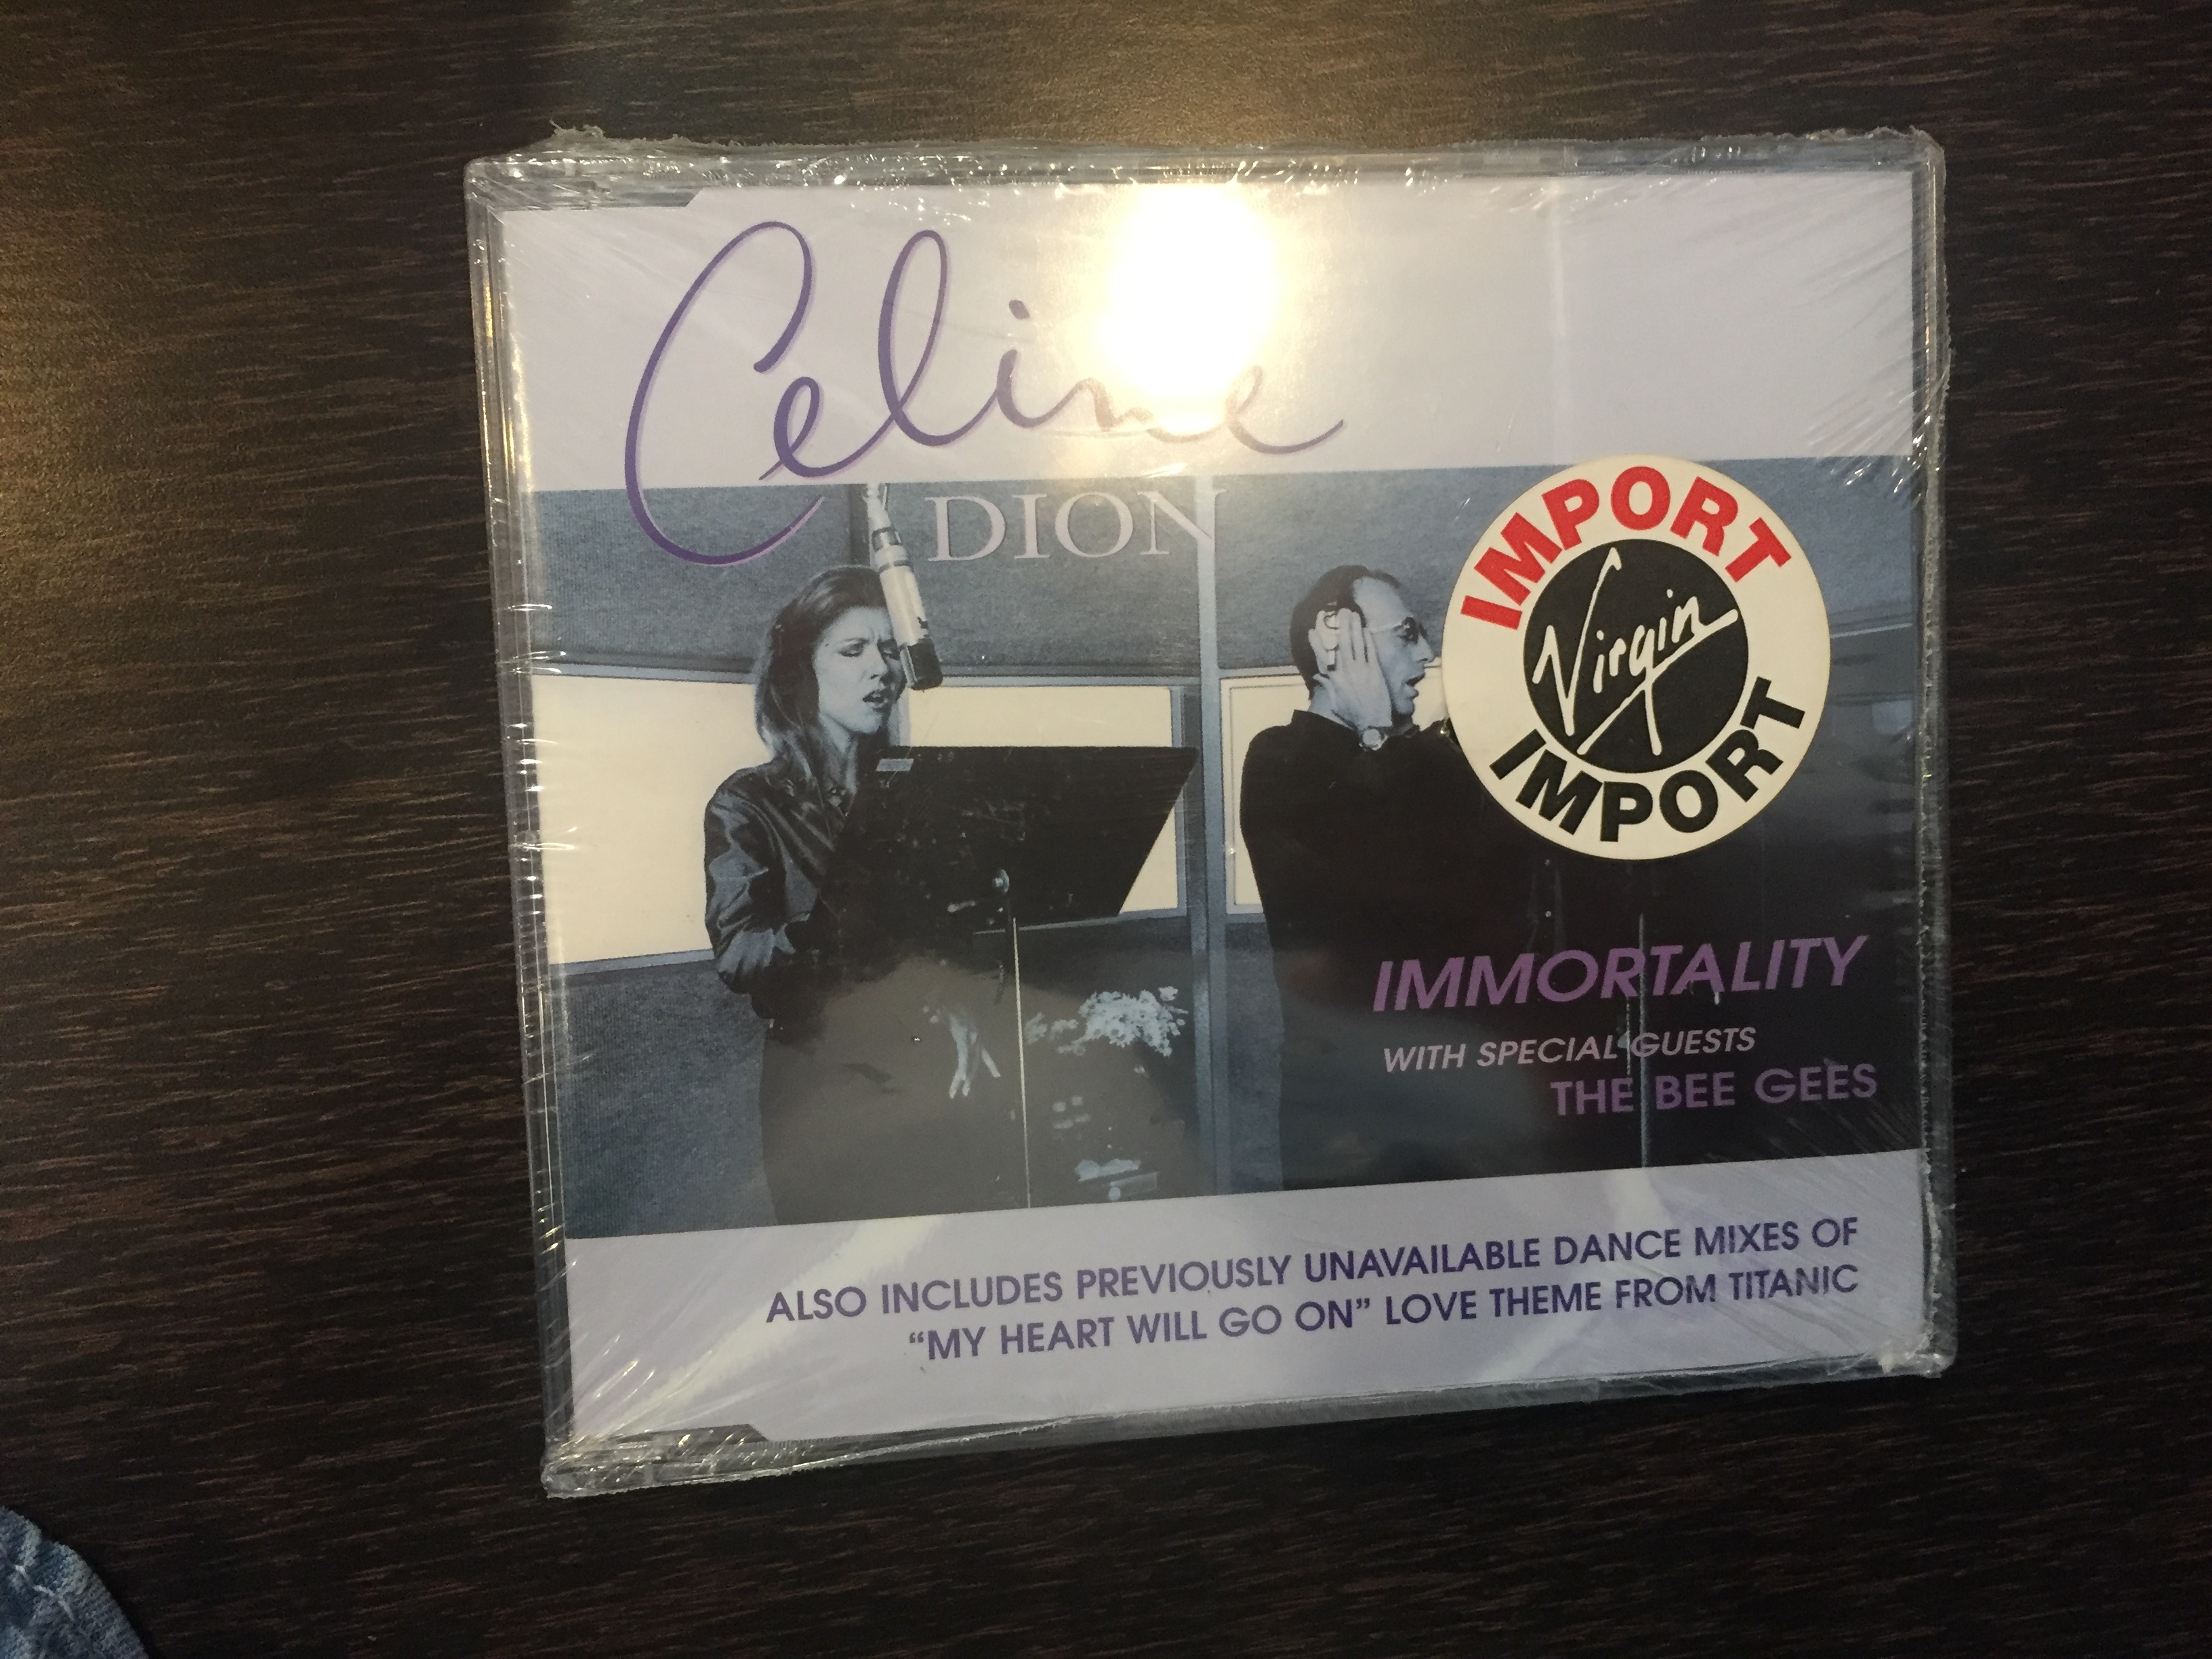 Celine
DION
IMPORT
Virgin
IMPORT
IMMORTALITY
WITH SPECIAL GUESTS
THE BEE GEES
ALSO INCLUDES PREVIOUSLY UNAVAILABLE DANCE MIXES OF
“MY HEART WILL GO ON” LOVE THEME FROM TITANIC